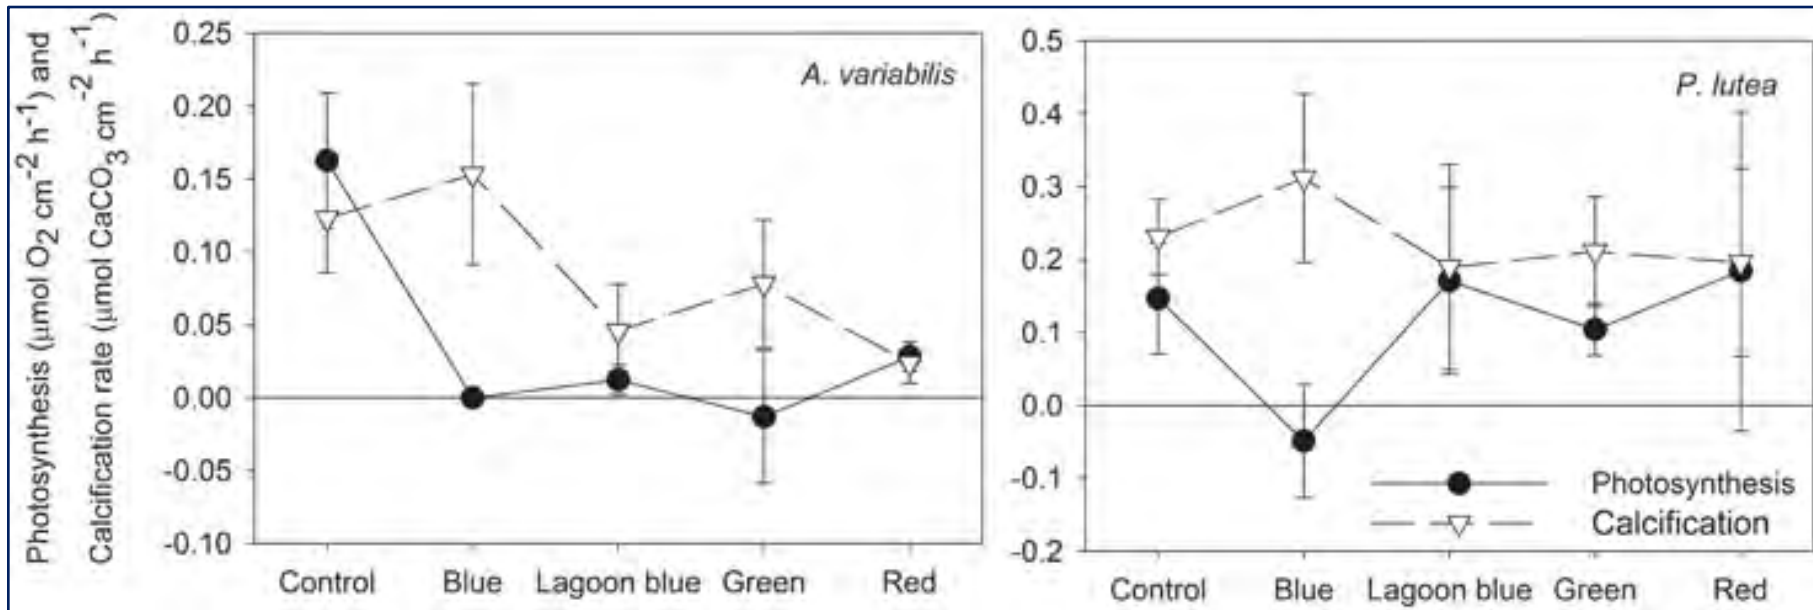 Photosynthesis (μmol O2 cm-2 h-1) and
Calcification rate (μmol CaCO3 cm-2 h-1)
0.25
0.20
0.15
0.10
0.05
0.00
-0.05
-0.10
A. variabilis
Control Blue Lagoon blue Green Red
0.5
0.4
0.3
0.2
0.1
0.0
-0.1
-0.2
P. lutea
Photosynthesis
Calcification
Control Blue Lagoon blue Green Red